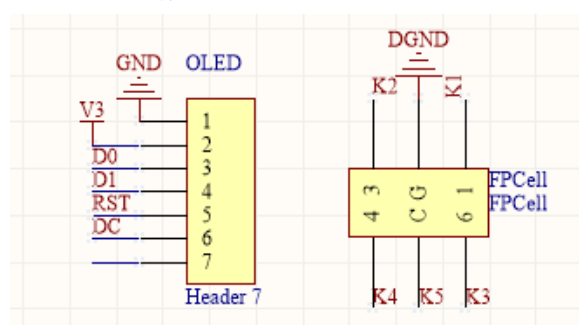 GND OLED
V3
1
2
D0 3
D1 4
RST 5
DC 6
7
Header 7
DGND
K2 K1
3 G 1 FPCell
4 C 6 FPCell
K4 K5 K3